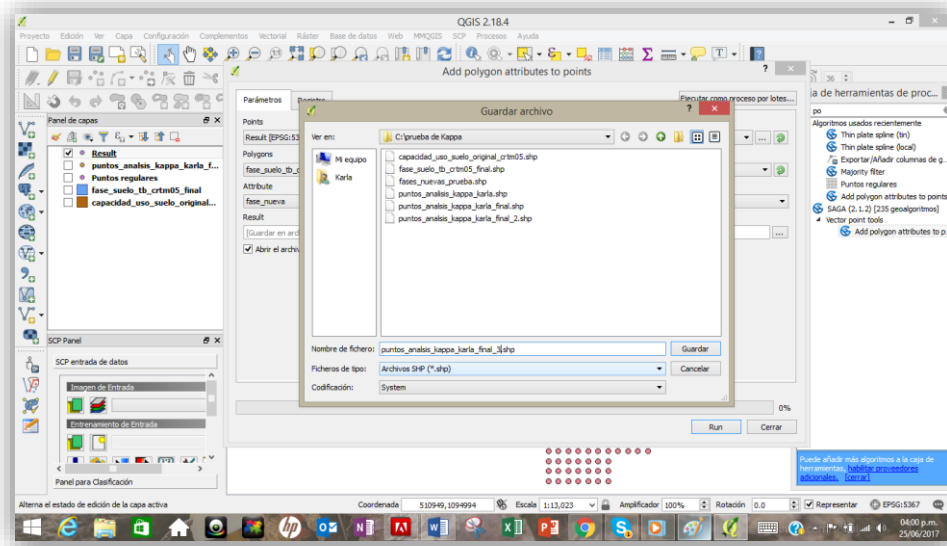 QGIS 2.18.4
Proyecto Edición Ver Capa Configuración Complementos Vectorial Ráster Base de datos Web MMQGIS SCP Procesos Ayuda
Add polygon attributes to points
Parámetros
Ejecutar como proceso por lotes...
Points
Result [EPSG:53
Polygons
fase_suelo_tb_c
Attribute
fase_nueva
Result
[Guardar en arc
Abrir el archiv
0%
Run
Cerrar
Guardar archivo
Ver en:
C:\prueba de Kappa
Mi equipo
Karla
capacidad_uso_suelo_original_crtm05.shp
fase_suelo_tb_crtm05_final.shp
fases_nuevas_prueba.shp
puntos_analisis_kappa_karla.shp
puntos_analsis_kappa_karla_final.shp
puntos_analsis_kappa_karla_final_2.shp
Nombre de fichero: puntos_analsis_kappa_karla_final_3.shp
Guardar
Ficheros de tipo: Archivos SHP (*.shp)
Cancelar
Codificación: System
Panel de capas
Result
puntos_analsis_kappa_karla_f...
Puntos regulares
fase_suelo_tb_crtm05_final
capacidad_uso_suelo_original...
SCP Panel
SCP entrada de datos
Imagen de Entrada
Entrenamiento de Entrada
Panel para Clasificación
36
ja de herramientas de proc...
po
Algoritmos usados recientemente
Thin plate spline (tin)
Thin plate spline (local)
Exportar/Añadir columnas de g...
Majority filter
Puntos regulares
Add polygon attributes to points
SAGA (2.1.2) [235 geoalgoritmos]
Vector point tools
Add polygon attributes to p...
Puede añadir más algoritmos a la caja de
herramientas, habilitar proveedores
adicionales. [cerrar]
Alterna el estado de edición de la capa activa
Coordenada 510949,1094994
Escala 1:13,023
Amplificador 100%
Rotación 0.0
Representar
EPSG:5367
04:00 p.m.
25/06/2017